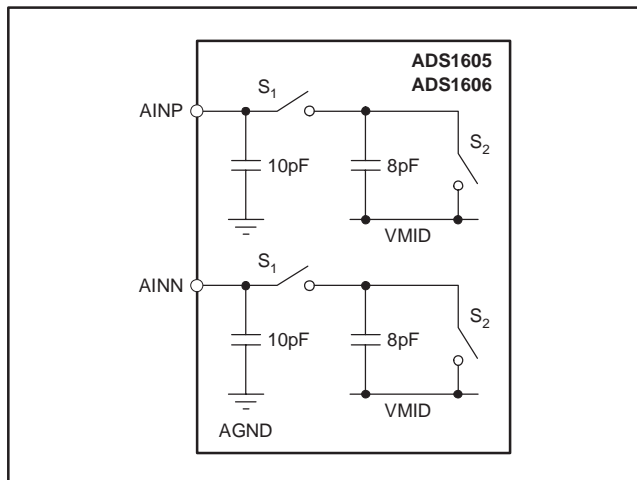 ADS1605
ADS1606
S1
AINP
S2
10pF
8pF
VMID
S1
AINN
S2
10pF
8pF
VMID
AGND